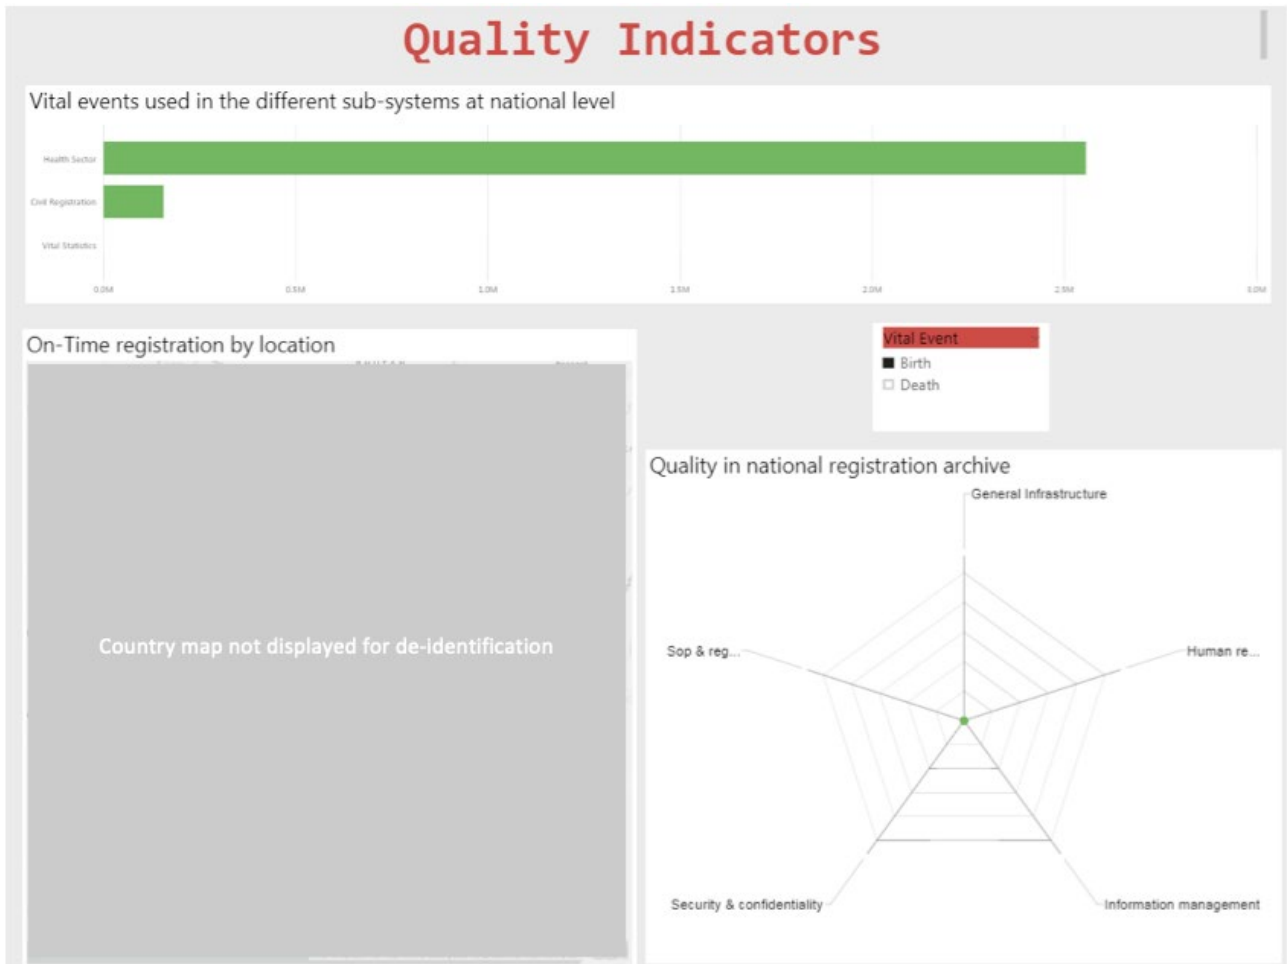 Quality Indicators
Vital events used in the different sub-systems at national level
Health Sector
Civil Registration
Vital Statistics
0.0M 0.5M 1.0M 1.5M 2.0M 2.5M 3.0M
On-Time registration by location
Country map not displayed for de-identification
Vital Event
Birth
Death
Quality in national registration archive
General Infrastructure
Sop & reg...
Human re...
Security & confidentiality
Information management